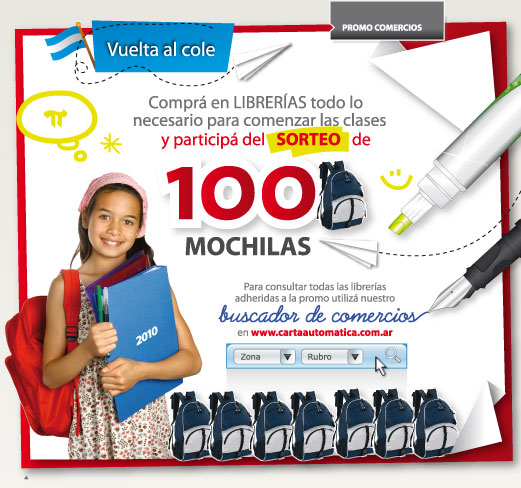 Vuelta al cole
PROMO COMERCIOS
Comprá en LIBRERÍAS todo lo
necesario para comenzar las clases
y participá del SORTEO de
100
MOCHILAS
Para consultar todas las librerías
adheridas a la promo utilizá nuestro
buscador de comercios
en www.cartaautomatica.com.ar
Zona
Rubro
2010
π